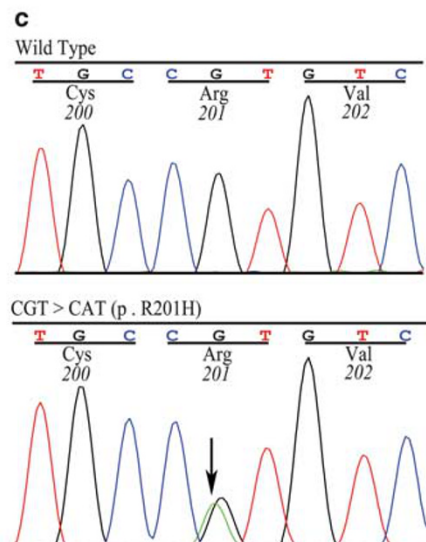 C
Wild Type
T G C C G T G T C
Cys Arg Val
200 201 202
CGT > CAT (p . R201H)
T G C C G T G T C
Cys Arg Val
200 201 202